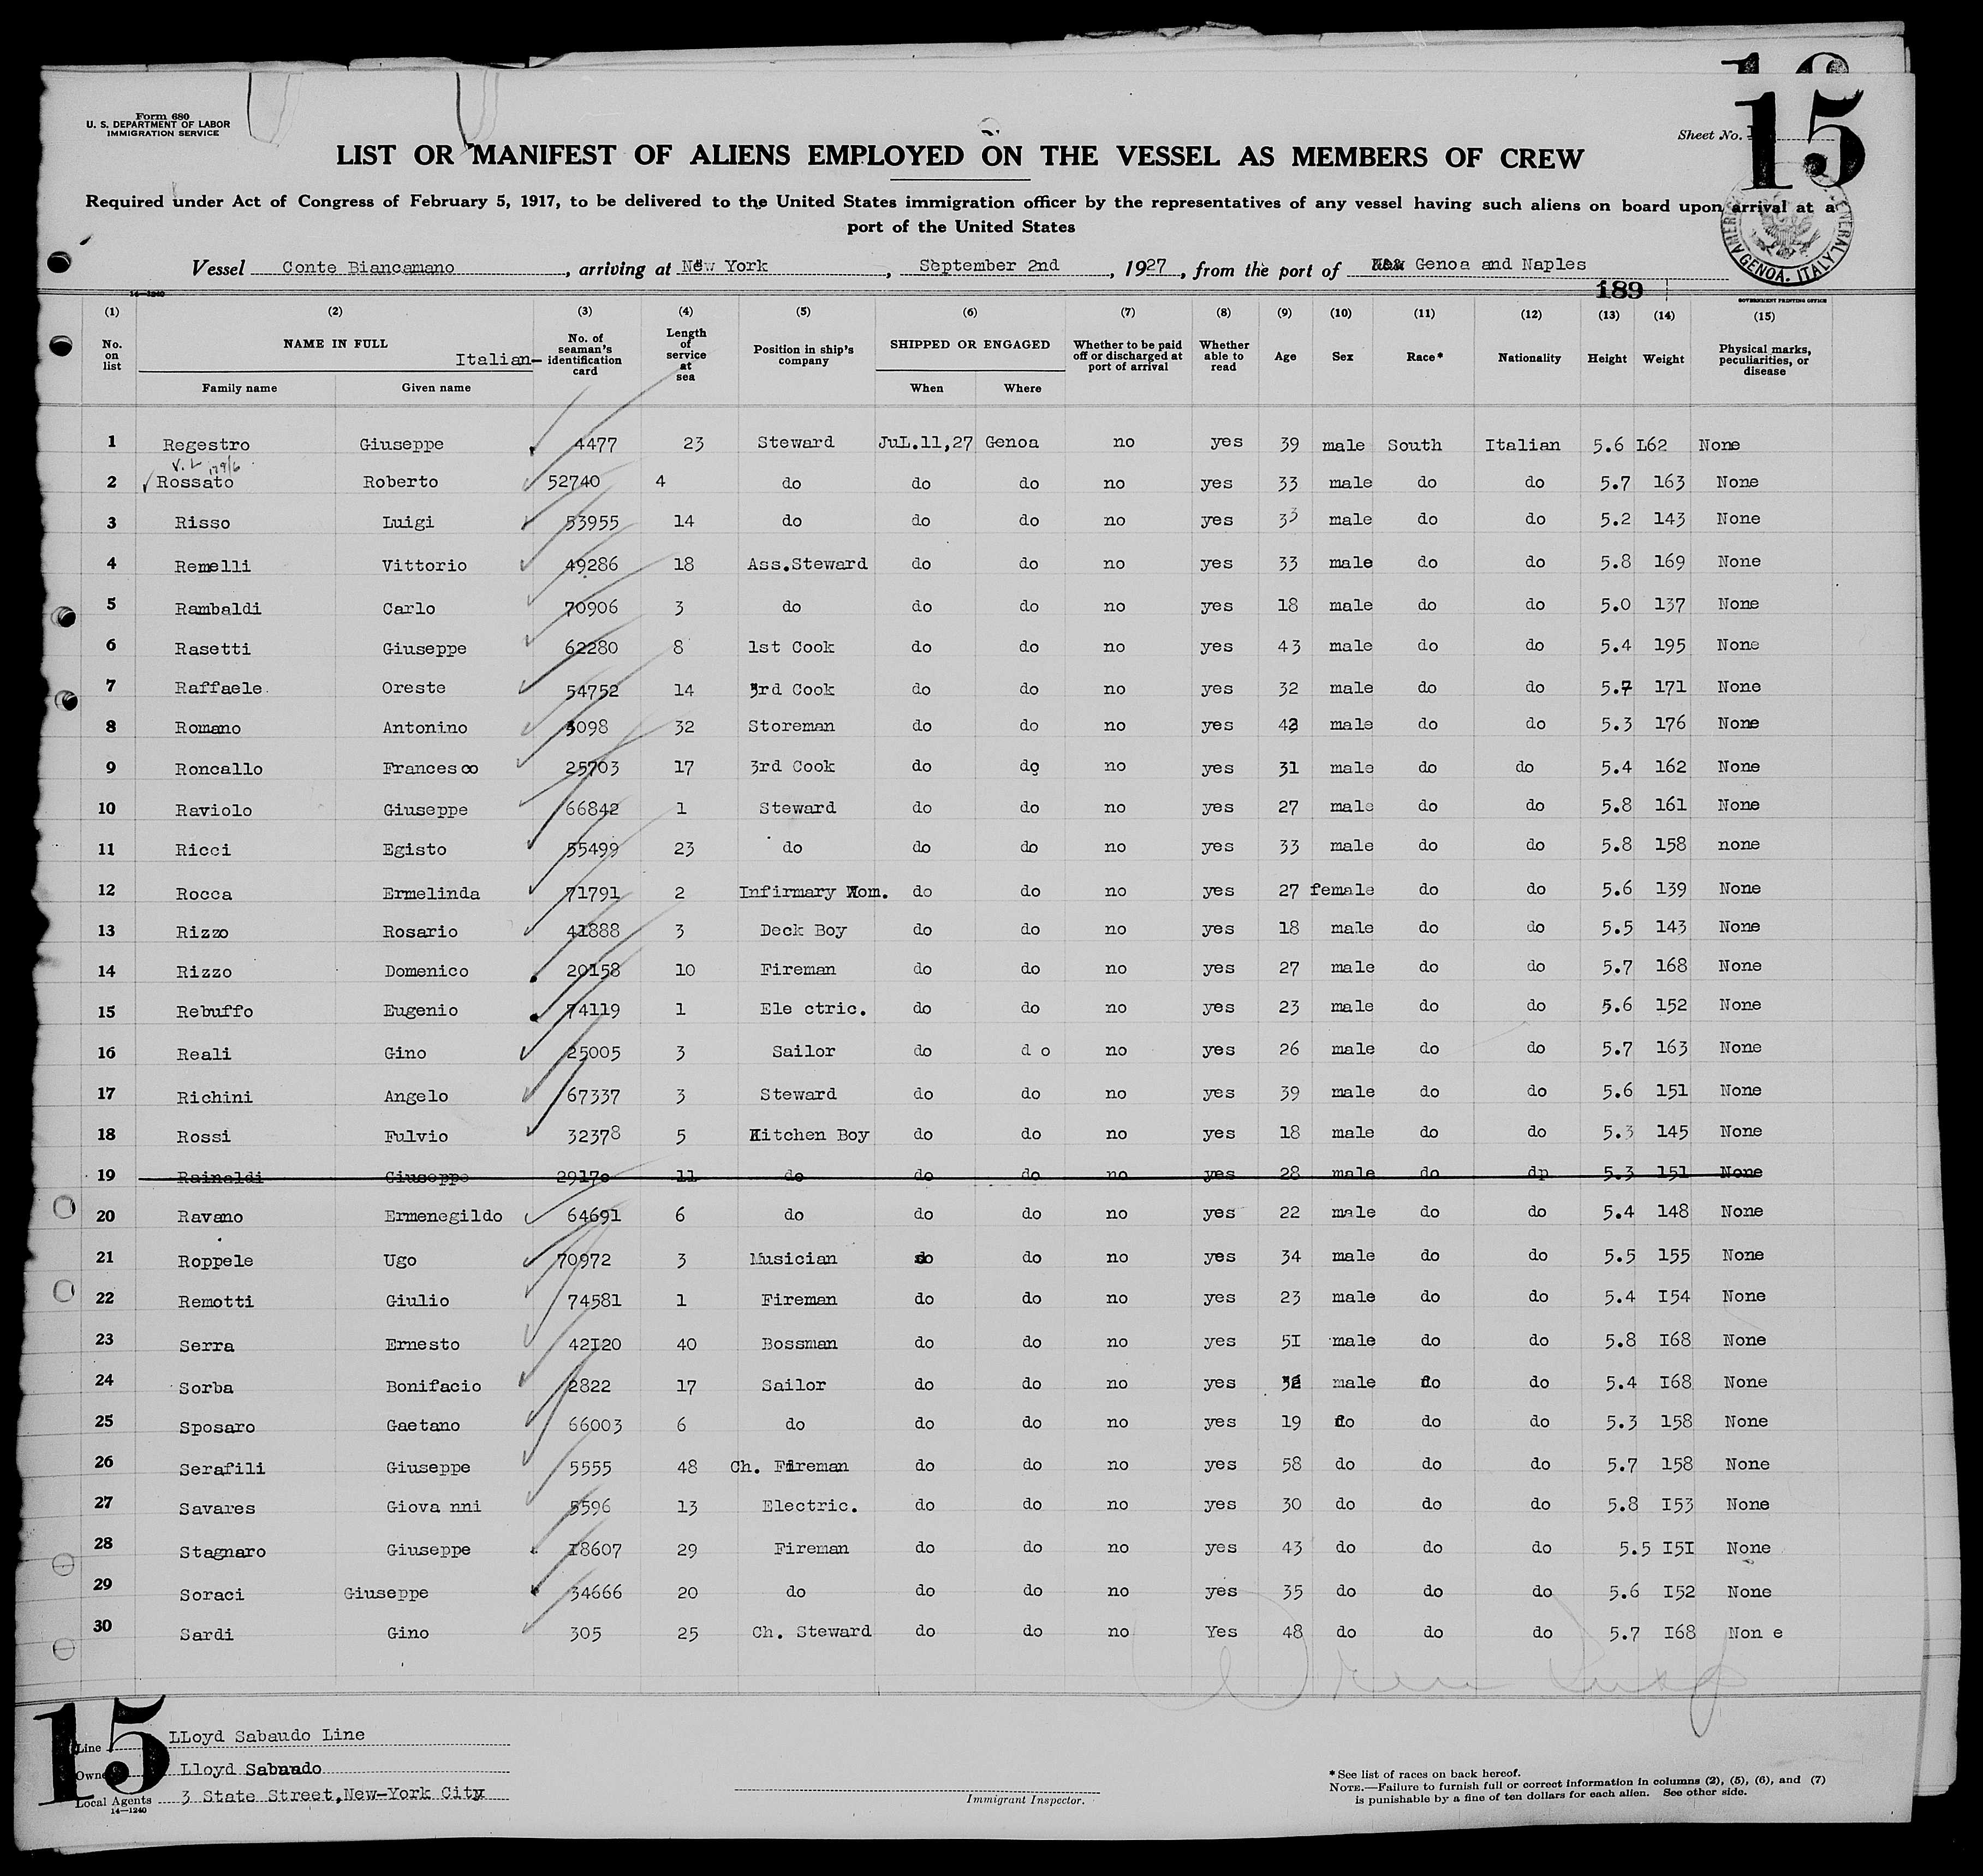 16
15
Form 680
U. S. DEPARTMENT OF LABOR
IMMIGRATION SERVICE
Sheet No.
LIST OR MANIFEST OF ALIENS EMPLOYED ON THE VESSEL AS MEMBERS OF CREW
Required under Act of Congress of February 5, 1917, to be delivered to the United States immigration officer by the representatives of any vessel having such aliens on board upon arrival at a
port of the United States
Vessel Conte Biancamano, arriving at New York, September 2nd, 1927, from the port of Genoa and Naples
GENOA. ITALY
189
14—1240
GOVERNMENT PRINTING OFFICE
(1) (2) (3) (4) (5) (6) (7) (8) (9) (10) (11) (12) (13) (14) (15)
No. on list NAME IN FULL Family name Given name Italian- No. of seaman's identification card Length of service at sea Position in ship's company SHIPPED OR ENGAGED When Where Whether to be paid off or discharged at port of arrival Whether able to read Age Sex Race* Nationality Height Weight Physical marks, peculiarities, or disease
1 Regestro Giuseppe 4477 23 Steward JuL.11,27 Genoa no yes 39 male South Italian 5.6 I62 None
2 Rossato Roberto 52740 4 do do do no yes 33 male do do 5.7 163 None
3 Risso Luigi 53955 14 do do do no yes 33 male do do 5.2 143 None
4 Remelli Vittorio 49286 18 Ass.Steward do do no yes 33 male do do 5.8 169 None
5 Rambaldi Carlo 70906 3 do do do no yes 18 male do do 5.0 137 None
6 Rasetti Giuseppe 62280 8 1st Cook do do no yes 43 male do do 5.4 195 None
7 Raffaele Oreste 54752 14 3rd Cook do do no yes 32 male do do 5.7 171 None
8 Romano Antonino 3098 32 Storeman do do no yes 42 male do do 5.3 176 None
9 Roncallo Francesco 25703 17 3rd Cook do do no yes 31 male do do 5.4 162 None
10 Raviolo Giuseppe 66842 1 Steward do do no yes 27 male do do 5.8 161 None
11 Ricci Egisto 55499 23 do do do no yes 33 male do do 5.8 158 none
12 Rocca Ermelinda 71791 2 Infirmary Wom. do do no yes 27 female do do 5.6 139 None
13 Rizzo Rosario 41888 3 Deck Boy do do no yes 18 male do do 5.5 143 None
14 Rizzo Domenico 20158 10 Fireman do do no yes 27 male do do 5.7 168 None
15 Rebuffo Eugenio 74119 1 Ele ctric. do do no yes 23 male do do 5.6 152 None
16 Reali Gino 25005 3 Sailor do d o no yes 26 male do do 5.7 163 None
17 Richini Angelo 67337 3 Steward do do no yes 39 male do do 5.6 151 None
18 Rossi Fulvio 32378 5 Kitchen Boy do do no yes 18 male do do 5.3 145 None
19 Rainaldi Giuseppe 29170 11 do do do no yes 28 male do do 5.3 151 None
20 Ravano Ermenegildo 64691 6 do do do no yes 22 male do do 5.4 148 None
21 Roppele Ugo 70972 3 Musician do do no yes 34 male do do 5.5 155 None
22 Remotti Giulio 74581 1 Fireman do do no yes 23 male do do 5.4 I54 None
23 Serra Ernesto 42I20 40 Bossman do do no yes 5I male do do 5.8 I68 None
24 Sorba Bonifacio 2822 17 Sailor do do no yes male do do 5.4 I68 None
25 Sposaro Gaetano 66003 6 do do do no yes 19 do do do 5.3 158 None
26 Serafili Giuseppe 5555 48 Ch. Fireman do do no yes 58 do do do 5.7 158 None
27 Savares Giova nni 5596 13 Electric. do do no yes 30 do do do 5.8 I53 None
28 Stagnaro Giuseppe I8607 29 Fireman do do no yes 43 do do do 5.5 I5I None
29 Soraci Giuseppe 34666 20 do do do no yes 35 do do do 5.6 I52 None
30 Sardi Gino 305 25 Ch. Steward do do no Yes 48 do do do 5.7 I68 Non e
15
Line LLoyd Sabaudo Line
Owner Lloyd Sabaudo
Local Agents 3 State Street,New-York City
14—1240
Immigrant Inspector.
* See list of races on back hereof.
NOTE.—Failure to furnish full or correct information in columns (2), (5), (6), and (7)
is punishable by a fine of ten dollars for each alien. See other side.